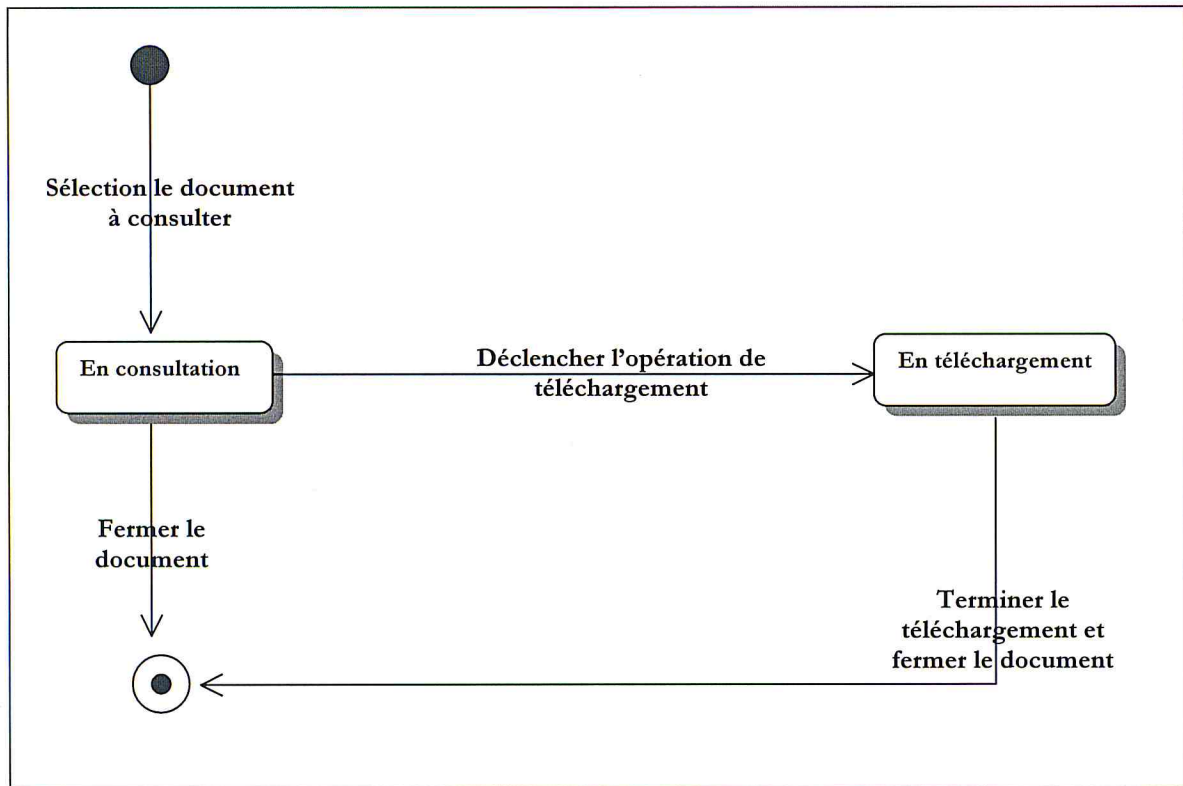 Sélection le document
à consulter
En consultation
Déclencher l'opération de
téléchargement
En téléchargement
Fermer le
document
Terminer le
téléchargement et
fermer le document